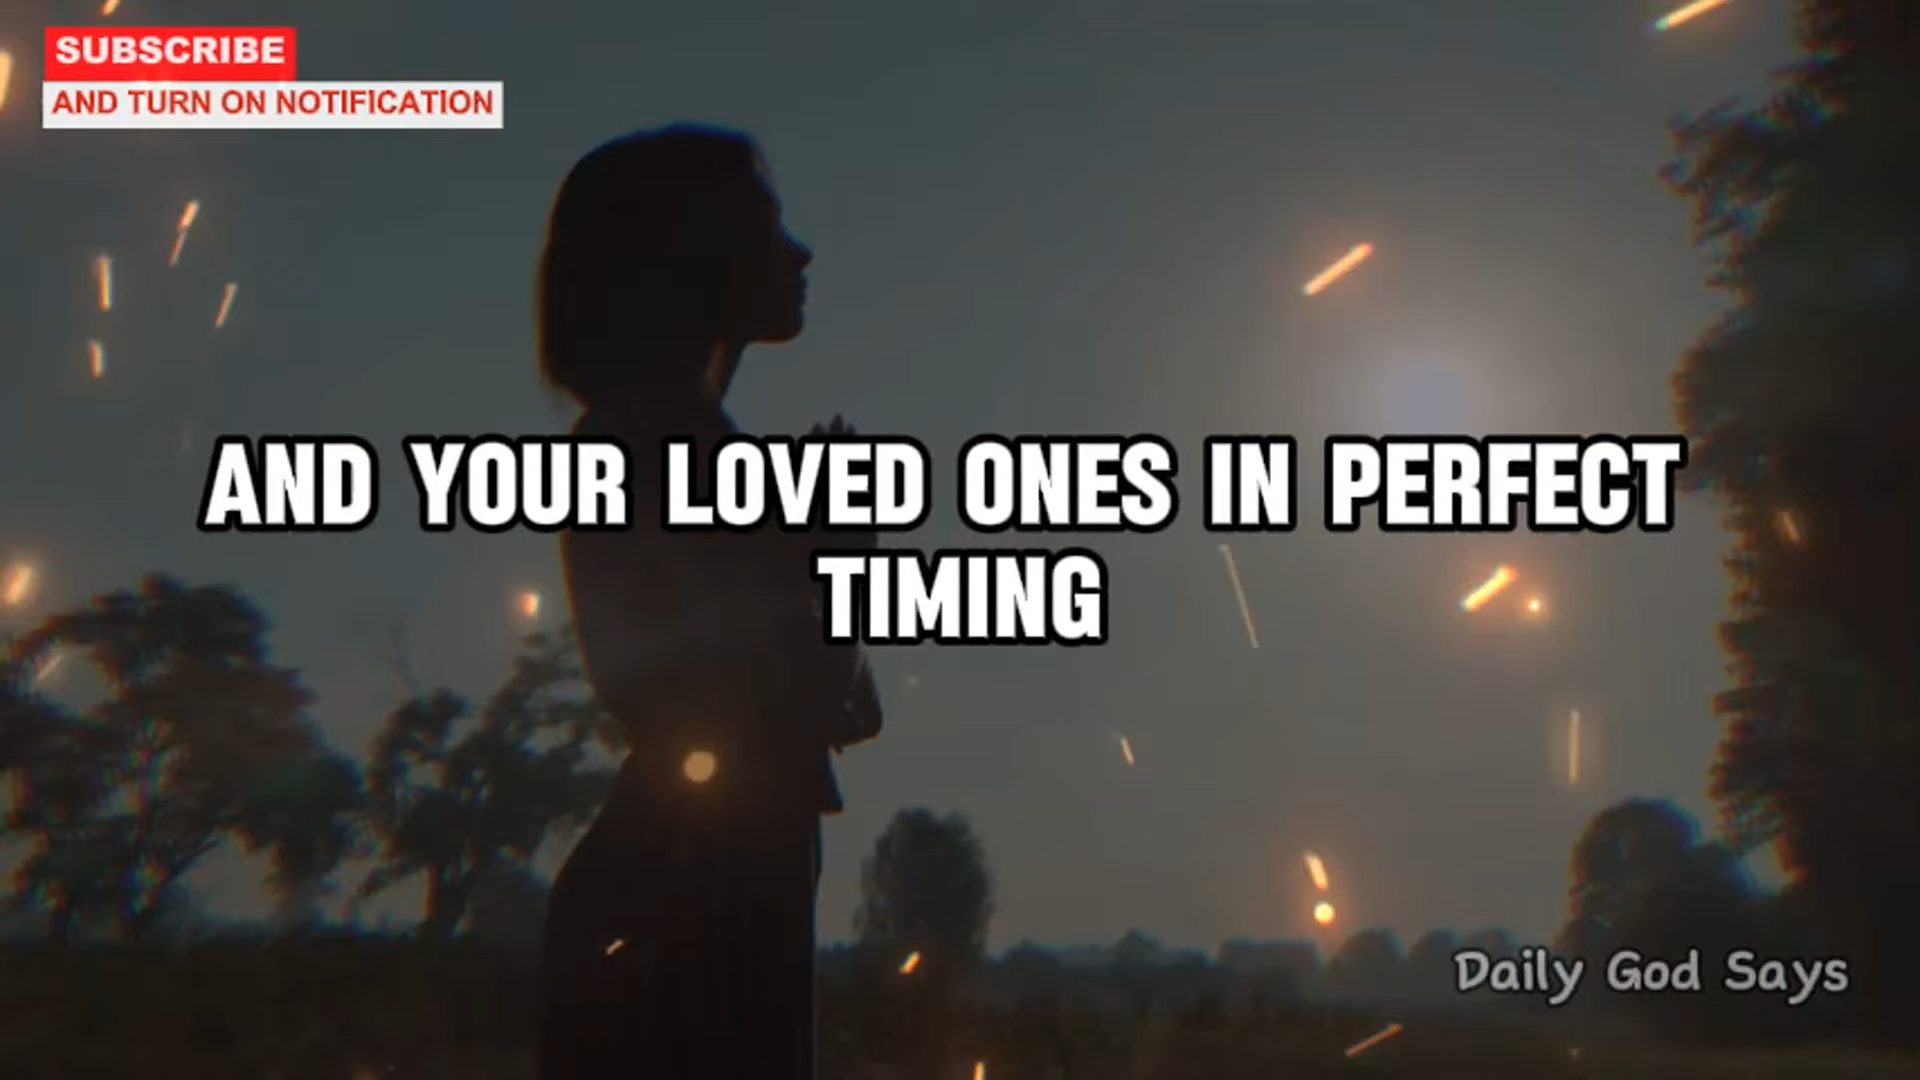 SUBSCRIBE
AND TURN ON NOTIFICATION
AND YOUR LOVED ONES IN PERFECT
TIMING
Daily God Says